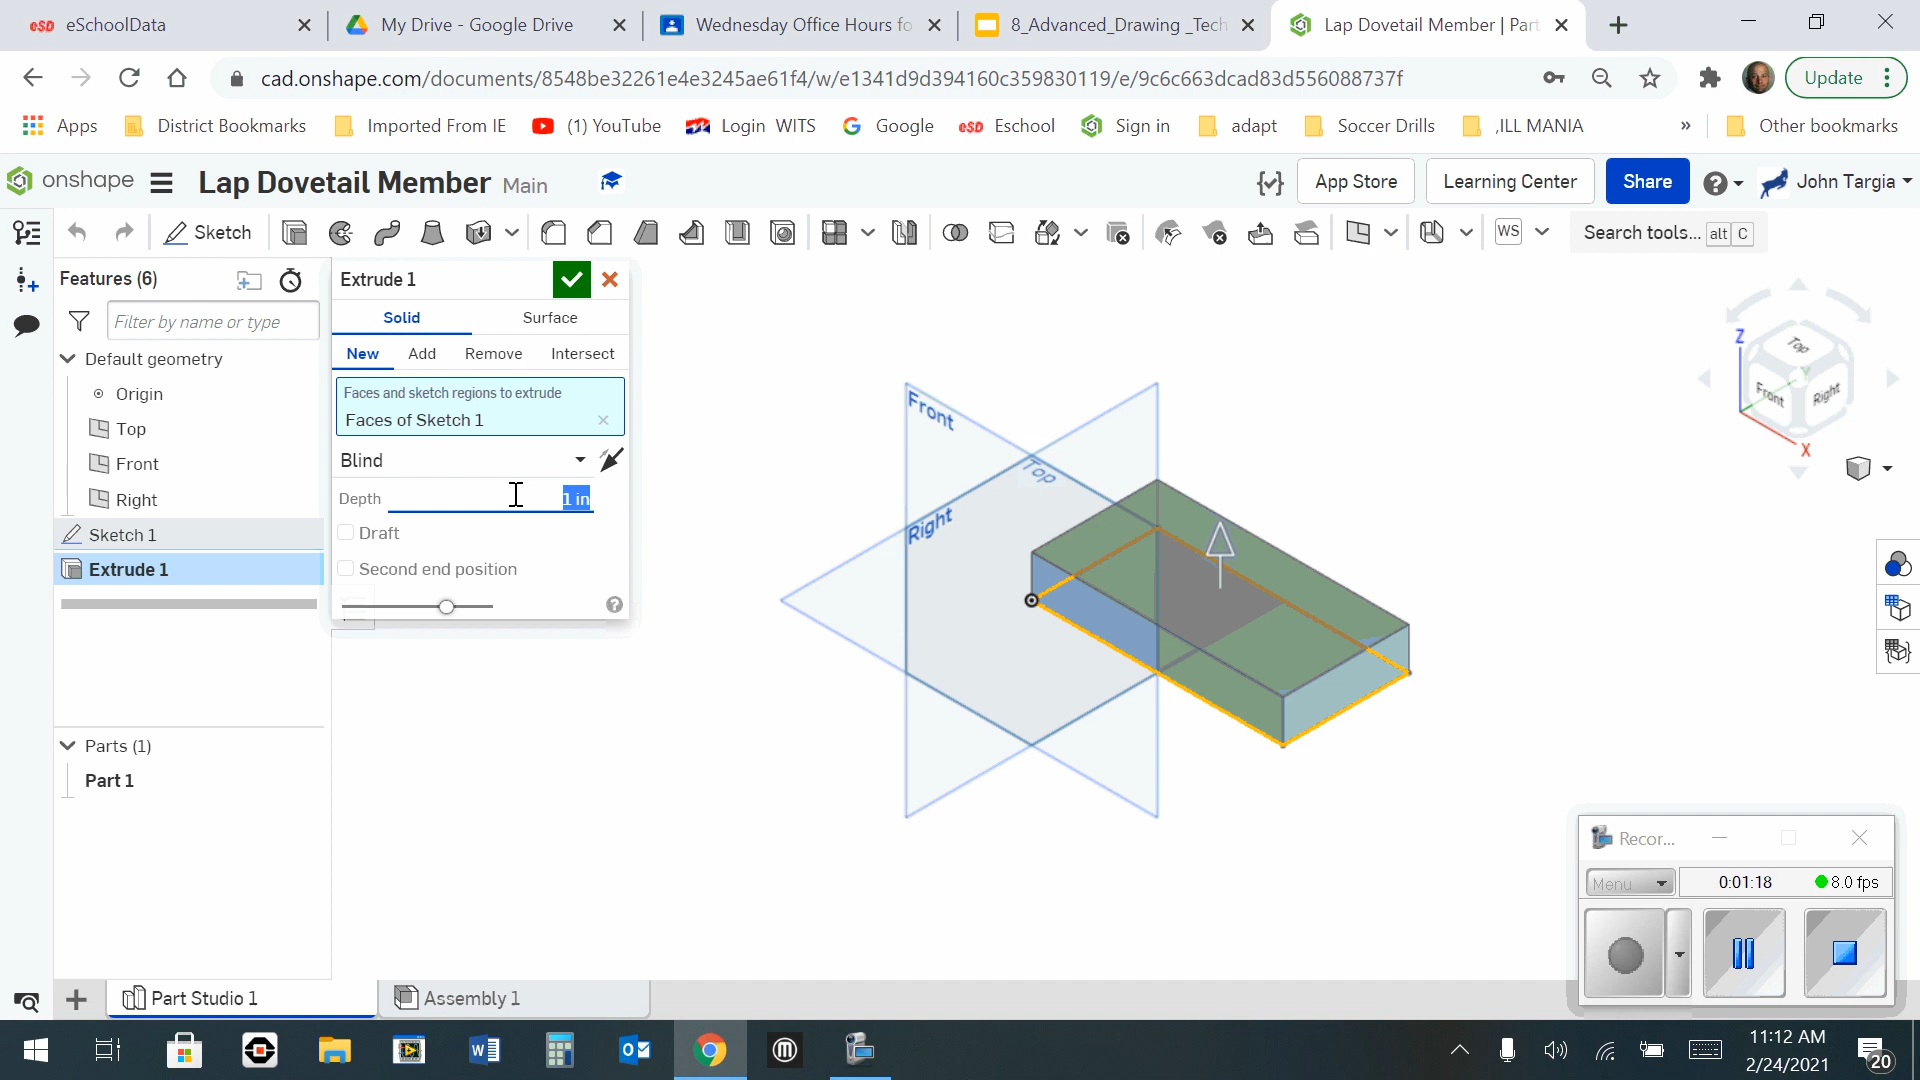 eSchoolData
My Drive - Google Drive
Wednesday Office Hours fo
8_Advanced_Drawing _Tech
Lap Dovetail Member | Part
cad.onshape.com/documents/8548be32261e4e3245ae61f4/w/e1341d9d394160c359830119/e/9c6c663dcad83d556088737f
Update
Apps
District Bookmarks
Imported From IE
(1) YouTube
Login WITS
Google
eSD Eschool
Sign in
adapt
Soccer Drills
,ILL MANIA
»
Other bookmarks
onshape
Lap Dovetail Member Main
App Store
Learning Center
Share
John Targia
Sketch
WS
Search tools... alt C
Features (6)
Filter by name or type
Default geometry
Origin
Top
Front
Right
Sketch 1
Extrude 1
Parts (1)
Part 1
Extrude 1
Solid
Surface
New
Add
Remove
Intersect
Faces and sketch regions to extrude
Faces of Sketch 1
Blind
Depth
1 in
Draft
Second end position
Front
Top
Right
Z
Top
Front
Right
Y
X
Recor...
Menu
0:01:18
8.0 fps
Part Studio 1
Assembly 1
11:12 AM
2/24/2021
20